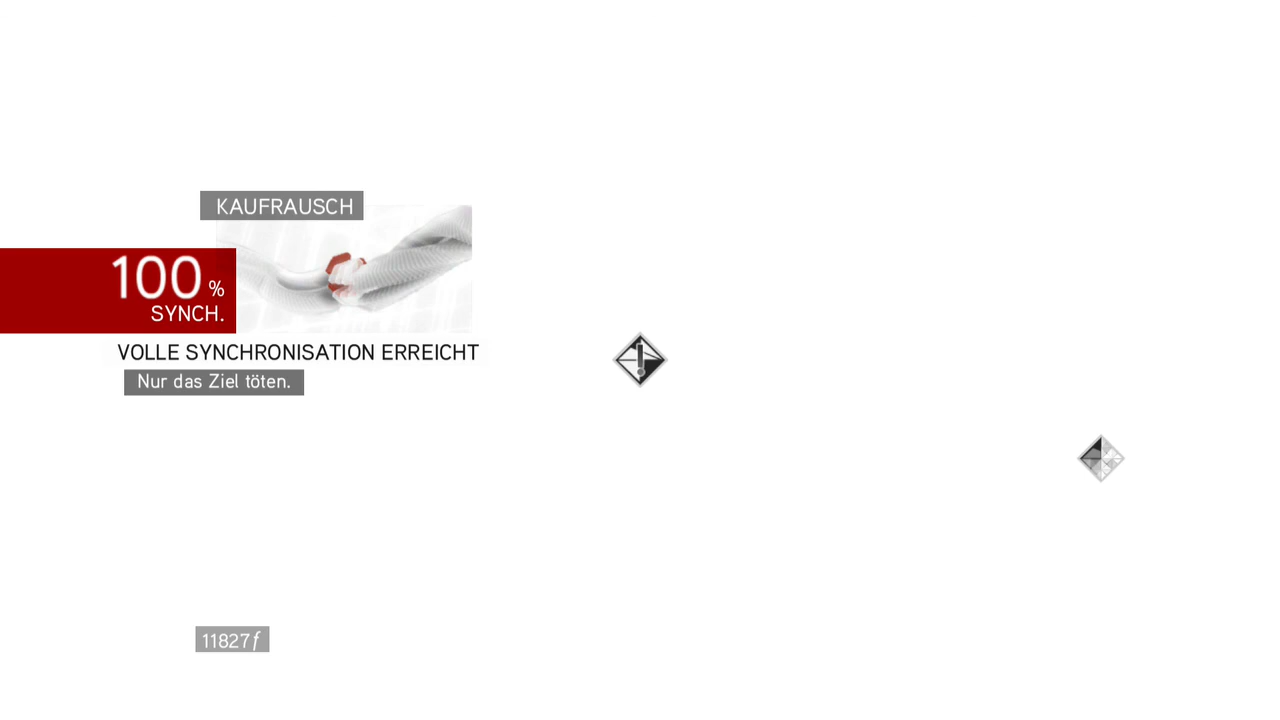 KAUFRAUSCH
100 %
SYNCH.
VOLLE SYNCHRONISATION ERREICHT
Nur das Ziel töten.
11827ƒ